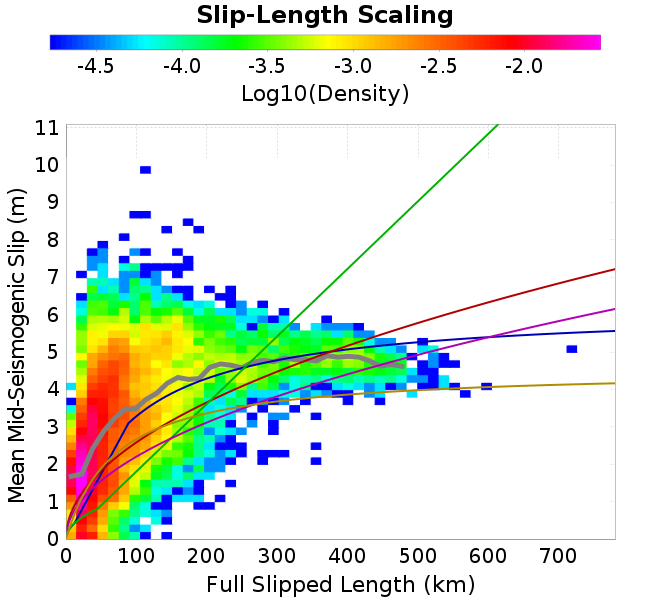 Slip-Length Scaling
-4.5 -4.0 -3.5 -3.0 -2.5 -2.0
Log10(Density)
11
10
9
8
7
6
5
4
3
2
1
0
Mean Mid-Seismogenic Slip (m)
0 100 200 300 400 500 600 700
Full Slipped Length (km)